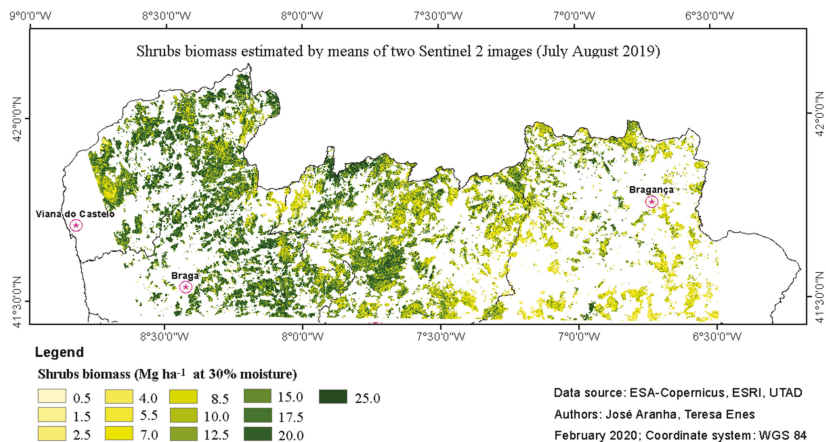 9°0'0"W 8°30'0"W 8°0'0"W 7°30'0"W 7°0'0"W 6°30'0"W
Shrubs biomass estimated by means of two Sentinel 2 images (July August 2019)
42°0'0"N 42°0'0"N
Bragança
Viana do Castelo
Braga
41°30'0"N 41°30'0"N
8°30'0"W 8°0'0"W 7°30'0"W 7°0'0"W 6°30'0"W
Legend
Shrubs biomass (Mg ha⁻¹ at 30% moisture)
0.5 4.0 8.5 15.0 25.0
1.5 5.5 10.0 17.5
2.5 7.0 12.5 20.0
Data source: ESA-Copernicus, ESRI, UTAD
Authors: José Aranha, Teresa Enes
February 2020; Coordinate system: WGS 84